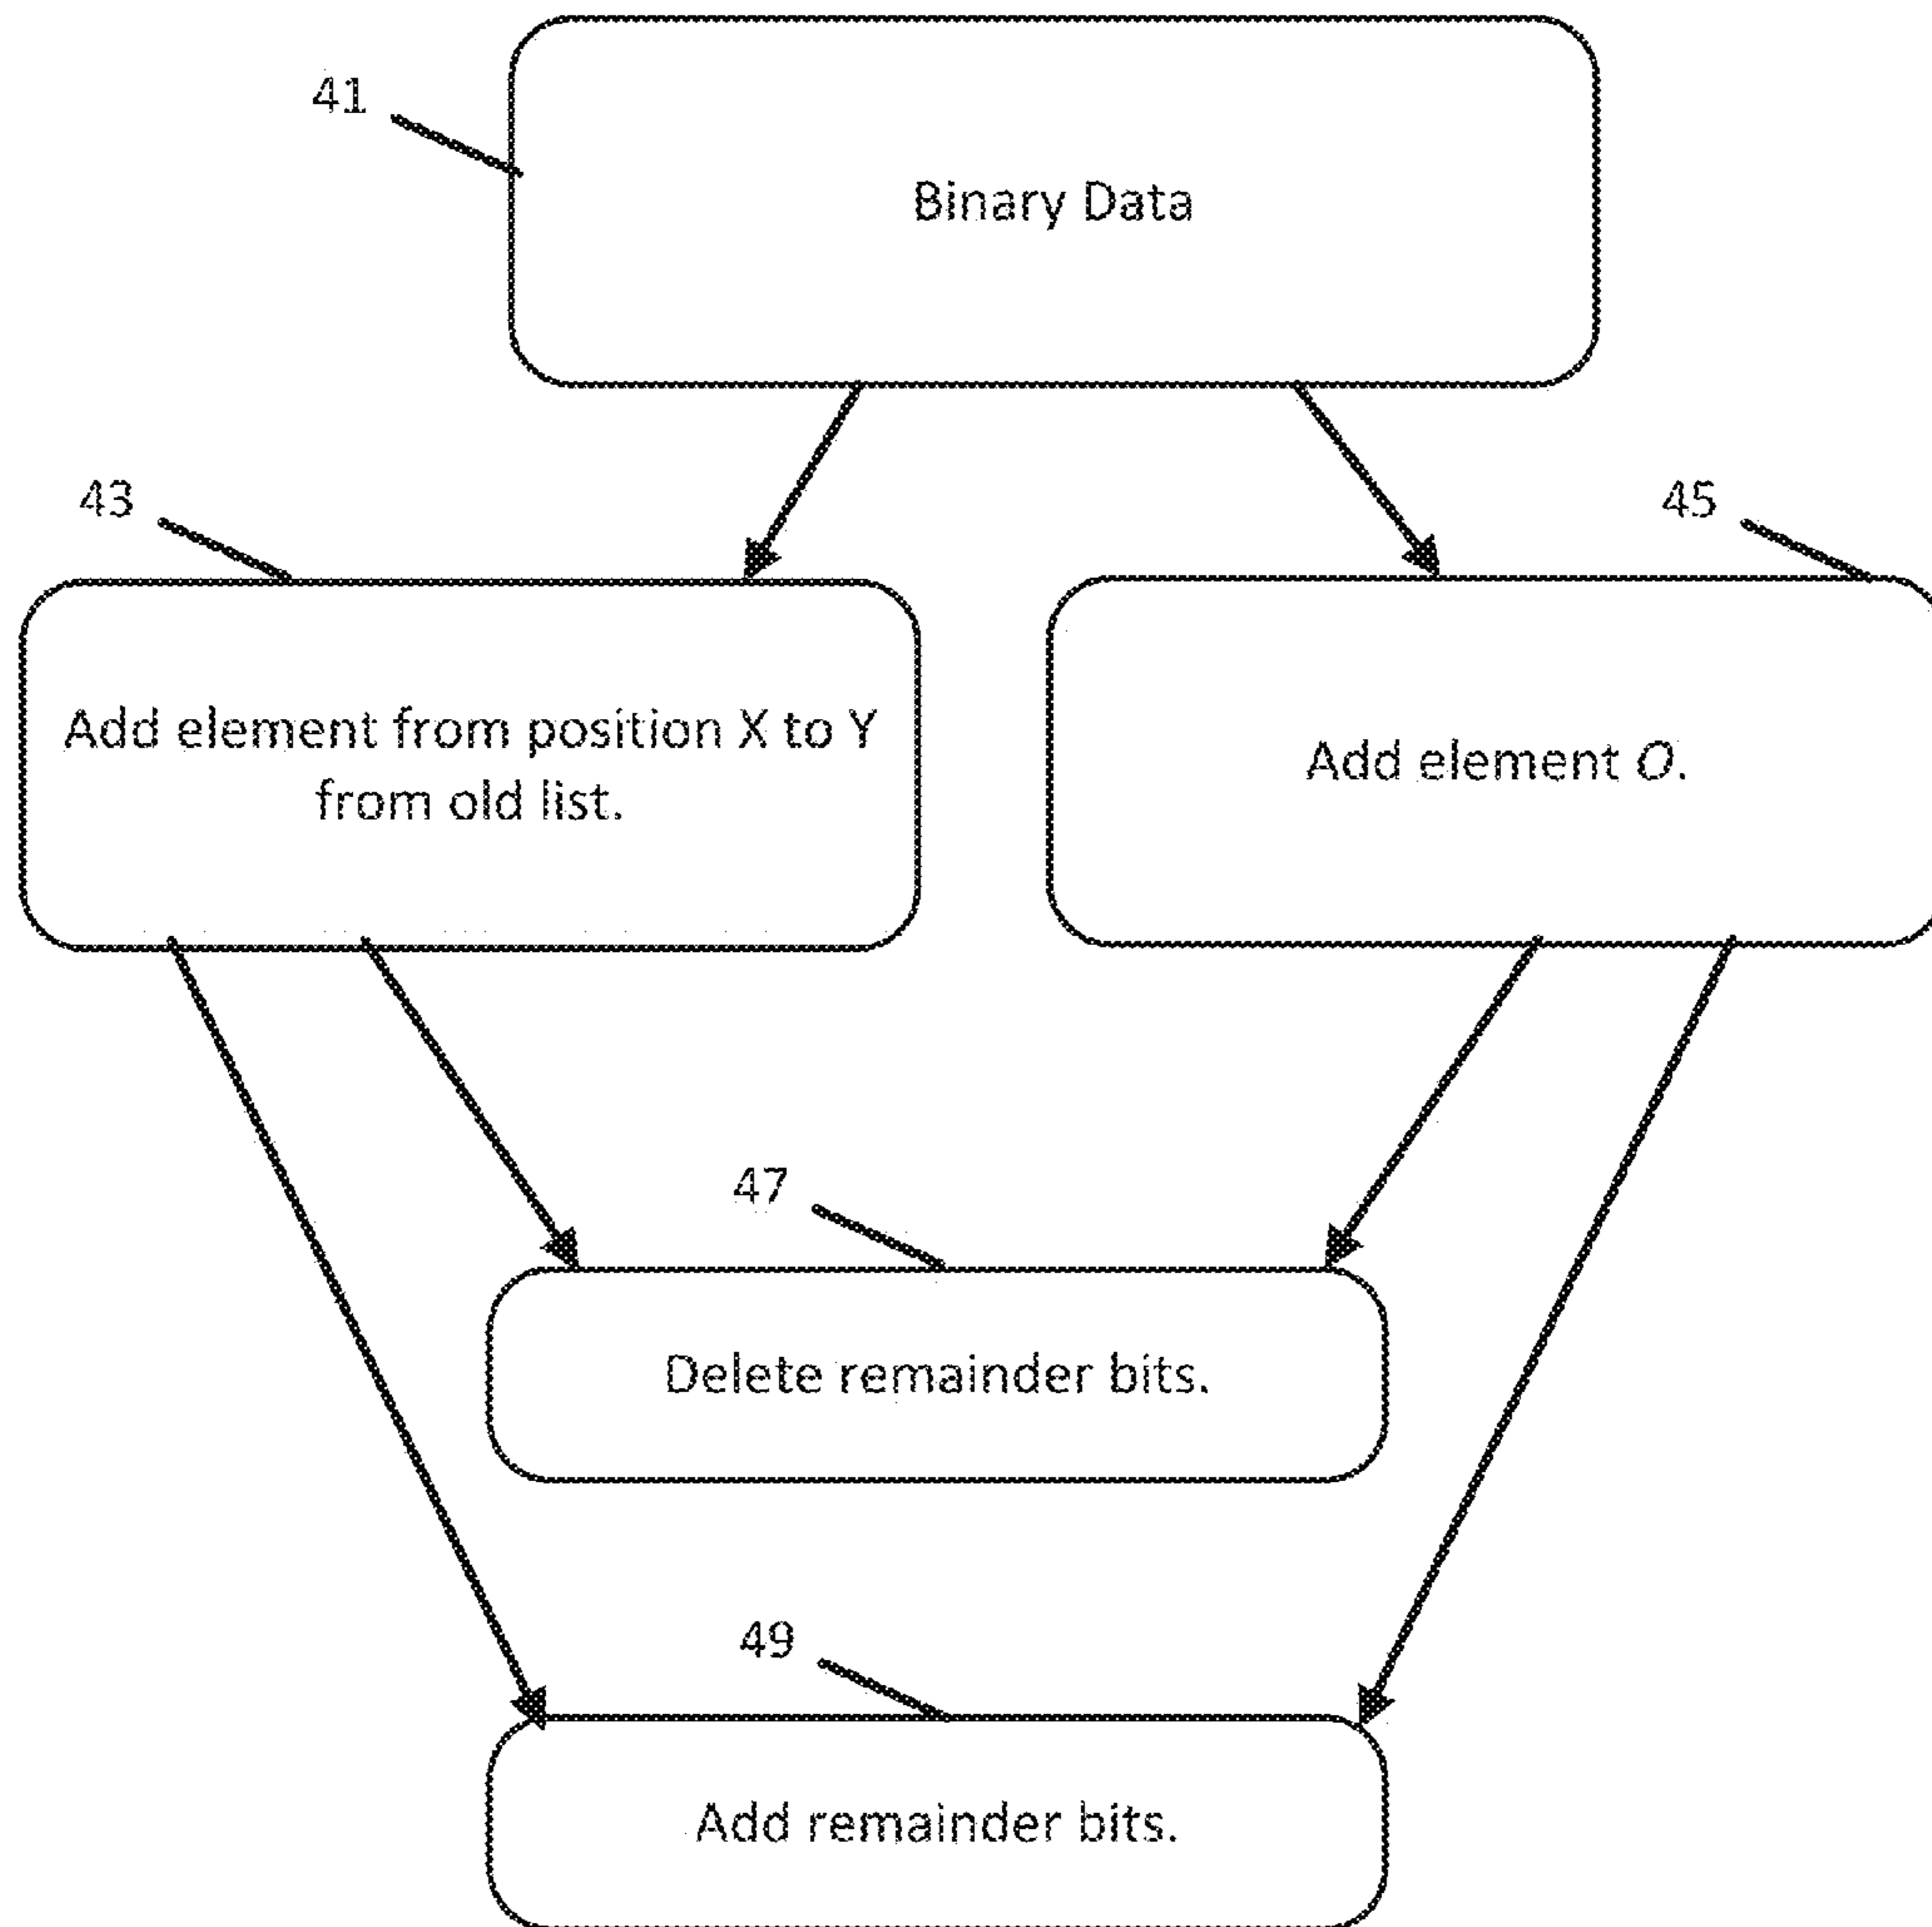 41
Binary Data
43
45
Add element from position X to Y
from old list.
Add element O.
47
Delete remainder bits.
49
Add remainder bits.